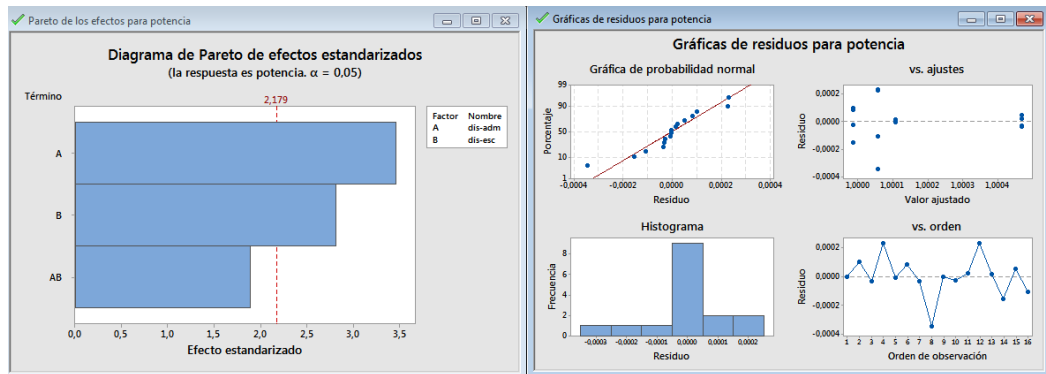 Pareto de los efectos para potencia
Diagrama de Pareto de efectos estandarizados
(la respuesta es potencia. α = 0,05)
Término
2,179
Factor Nombre
A dis-adm
B dis-esc
A
B
AB
0,0 0,5 1,0 1,5 2,0 2,5 3,0 3,5
Efecto estandarizado
Gráficas de residuos para potencia
Gráficas de residuos para potencia
Gráfica de probabilidad normal
99
90
50
10
1
Porcentaje
-0,0004 -0,0002 0,0000 0,0002 0,0004
Residuo
vs. ajustes
0,0002
0,0000
-0,0002
-0,0004
Residuo
1,0000 1,0001 1,0002 1,0003 1,0004
Valor ajustado
Histograma
8
6
4
2
0
Frecuencia
-0,0003 -0,0002 -0,0001 0,0000 0,0001 0,0002
Residuo
vs. orden
0,0002
0,0000
-0,0002
-0,0004
Residuo
1 2 3 4 5 6 7 8 9 10 11 12 13 14 15 16
Orden de observación